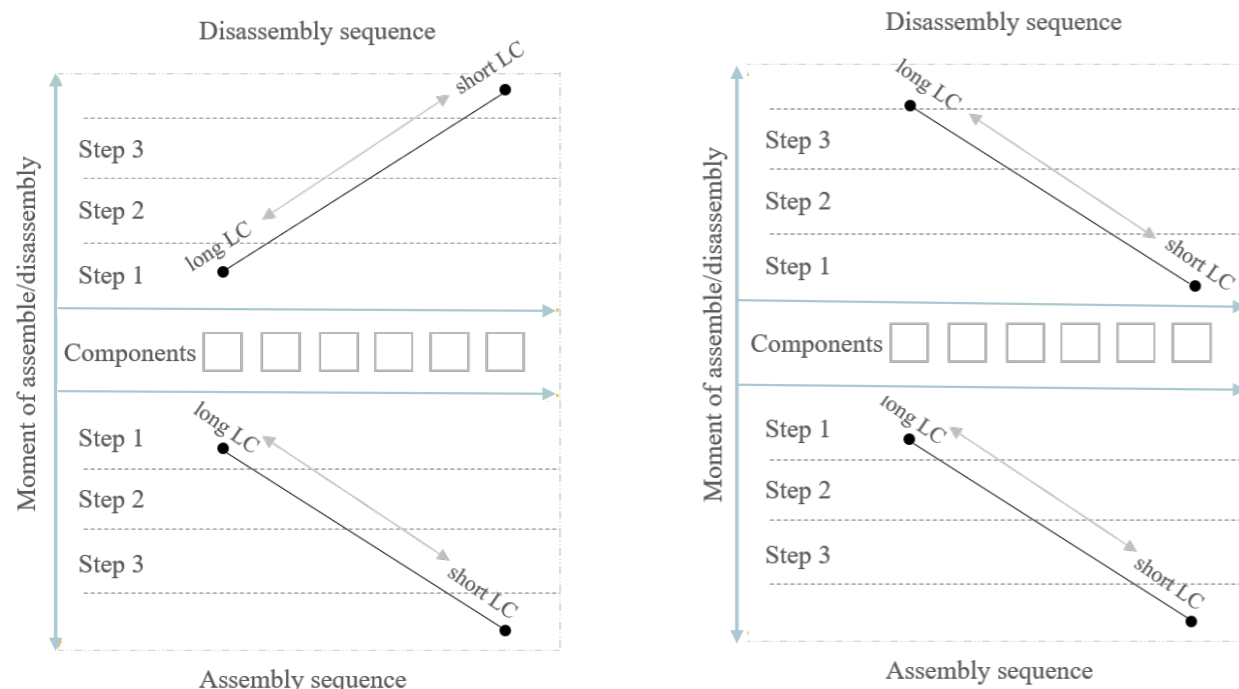 Disassembly sequence
short LC
Step 3
Step 2
long LC
Step 1
Moment of assemble/disassembly
Components
long LC
Step 1
Step 2
Step 3
short LC
Assembly sequence
Disassembly sequence
long LC
Step 3
Step 2
short LC
Step 1
Moment of assemble/disassembly
Components
long LC
Step 1
Step 2
Step 3
short LC
Assembly sequence